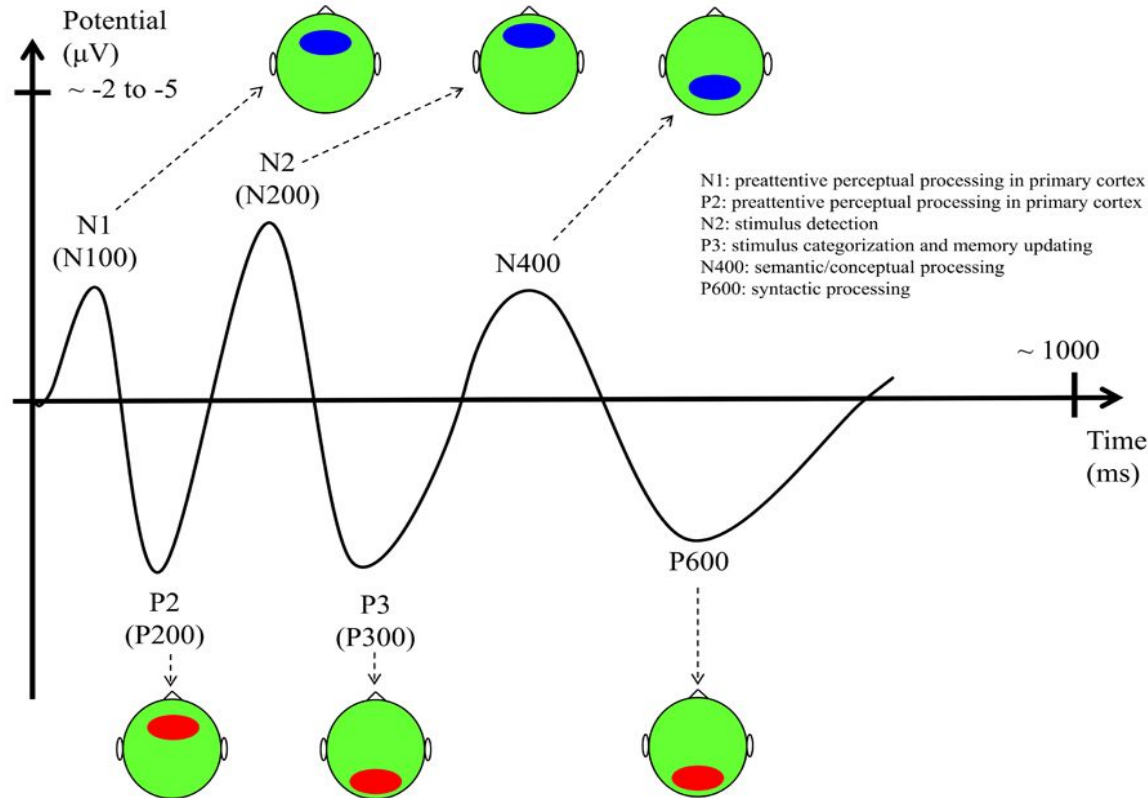 Potential
(μV)
~ -2 to -5
N1
(N100)
N2
(N200)
N400
N1: preattentive perceptual processing in primary cortex
P2: preattentive perceptual processing in primary cortex
N2: stimulus detection
P3: stimulus categorization and memory updating
N400: semantic/conceptual processing
P600: syntactic processing
~ 1000
Time
(ms)
P2
(P200)
P3
(P300)
P600